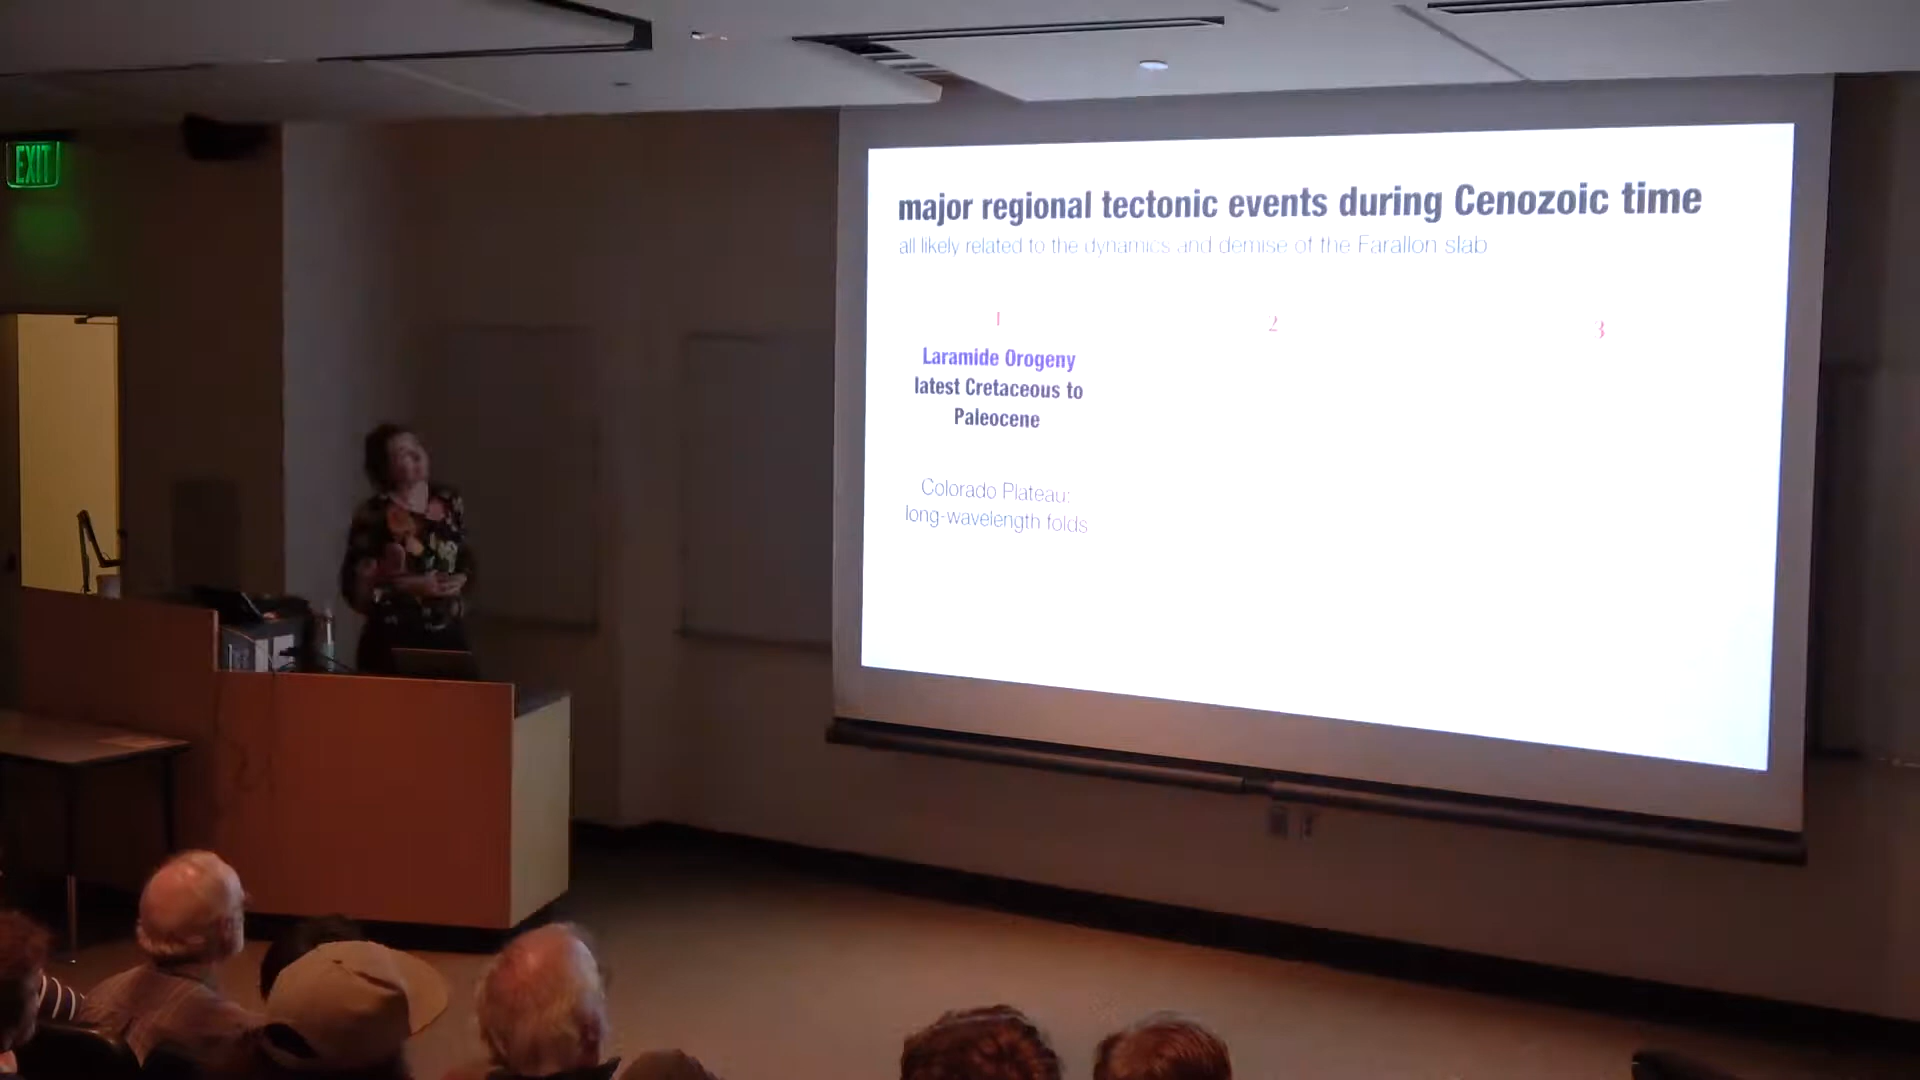 EXIT
major regional tectonic events during Cenozoic time
all likely related to the dynamics and demise of the Farallon slab
1
2
3
Laramide Orogeny
latest Cretaceous to
Paleocene
Colorado Plateau:
long-wavelength folds